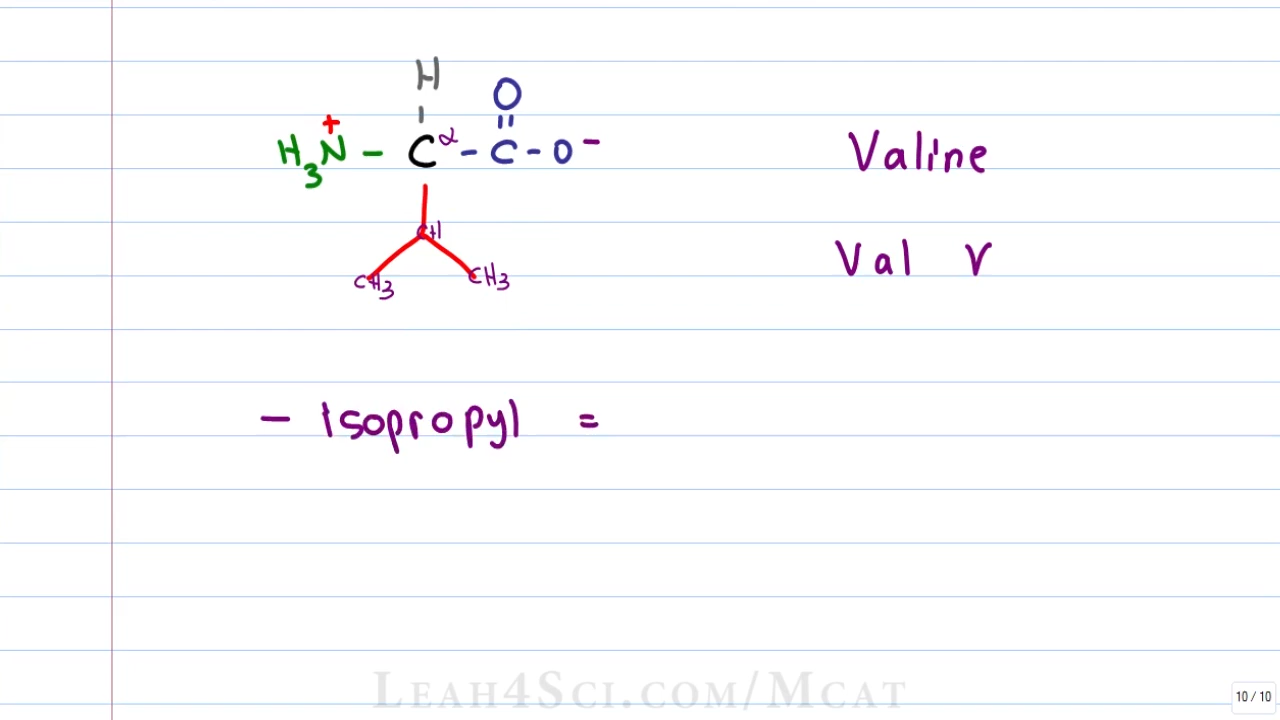 H
O
H3N+ - Cα - C - O-
Valine
CH
CH3 CH3
Val V
- Isopropyl =
LEAH4SCI.COM/MCAT
10 / 10